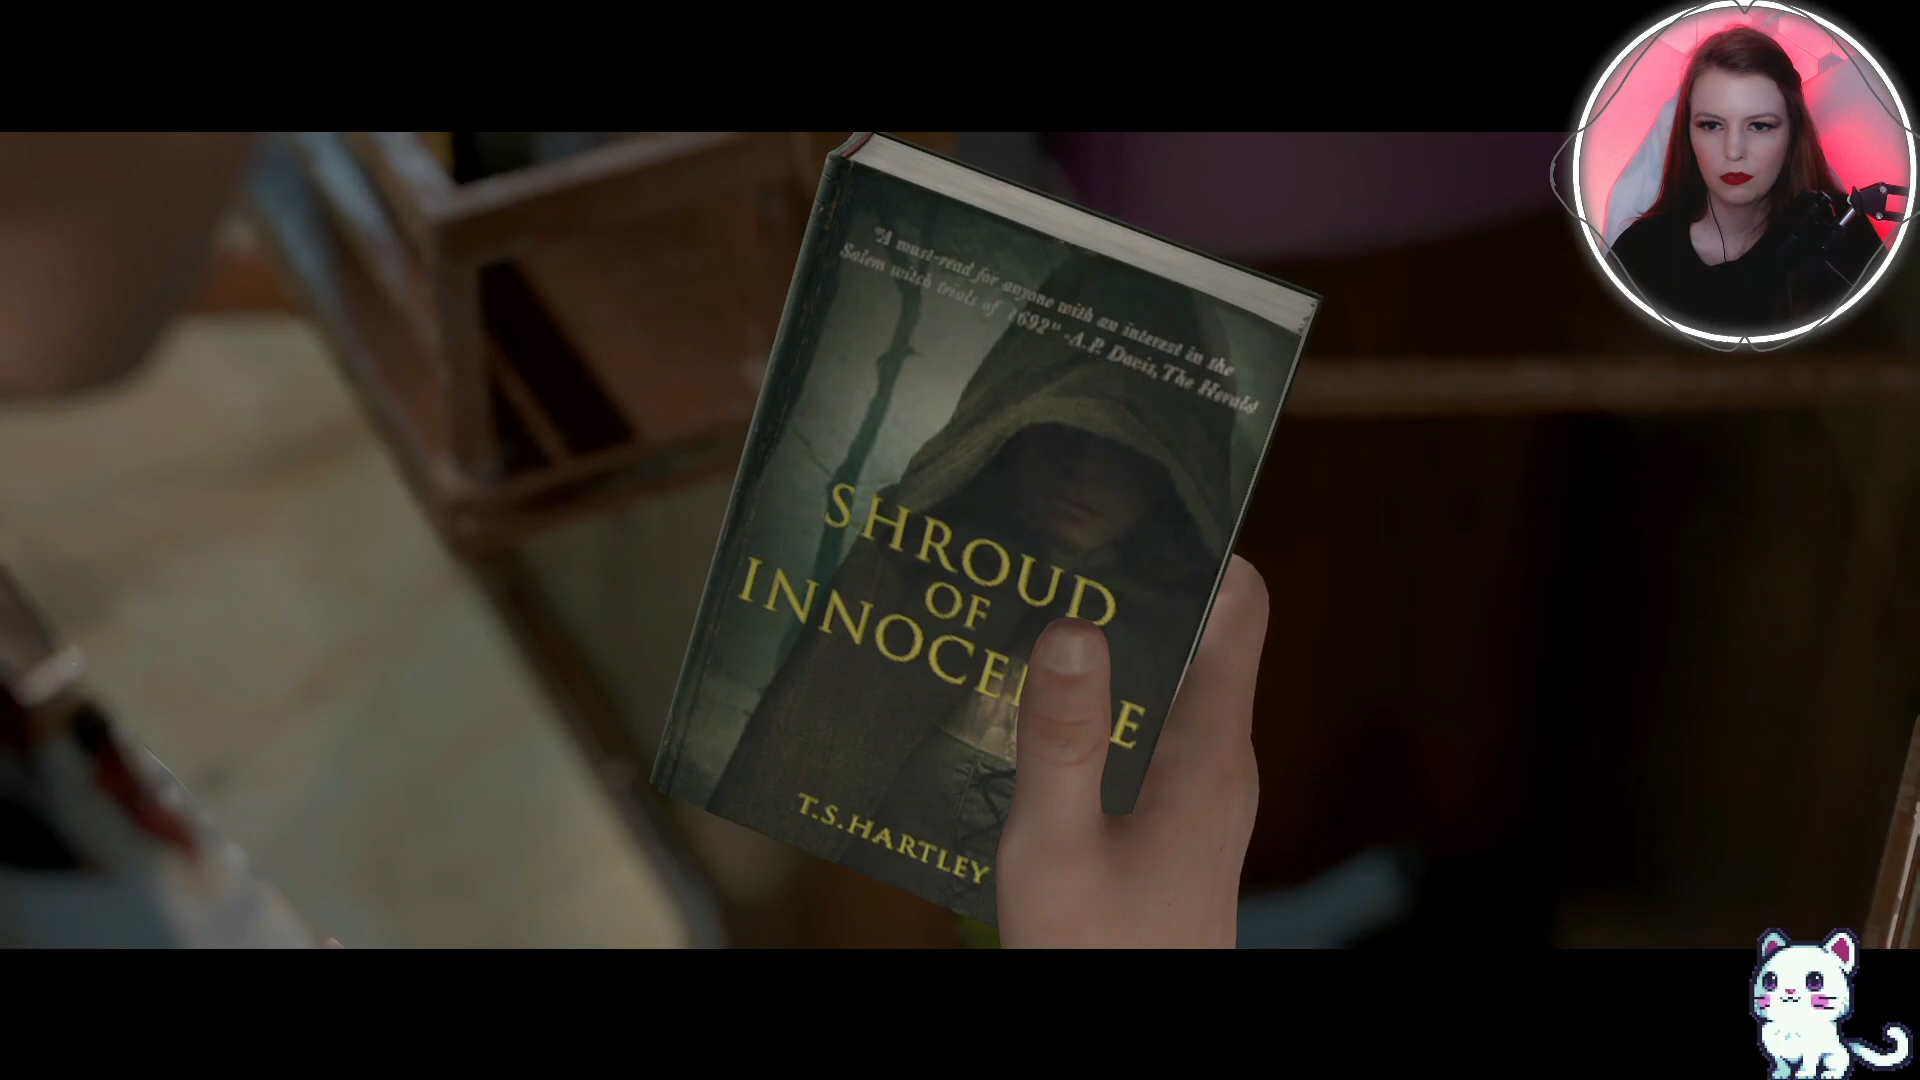 "A must-read for anyone with an interest in the
Salem witch trials of 1692" -A.P. Davis, The Herald
SHROUD
OF
INNOCE E
T.S.HARTLEY